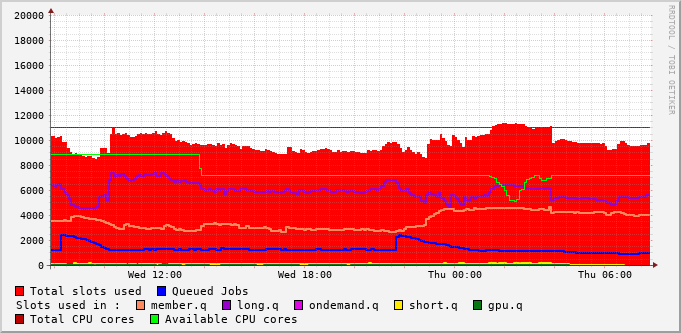 20000
18000
16000
14000
12000
10000
8000
6000
4000
2000
0
Wed 12:00 Wed 18:00 Thu 00:00 Thu 06:00
Total slots used Queued Jobs
Slots used in : member.q long.q ondemand.q short.q gpu.q
Total CPU cores Available CPU cores
RRDTOOL / TOBI OETIKER